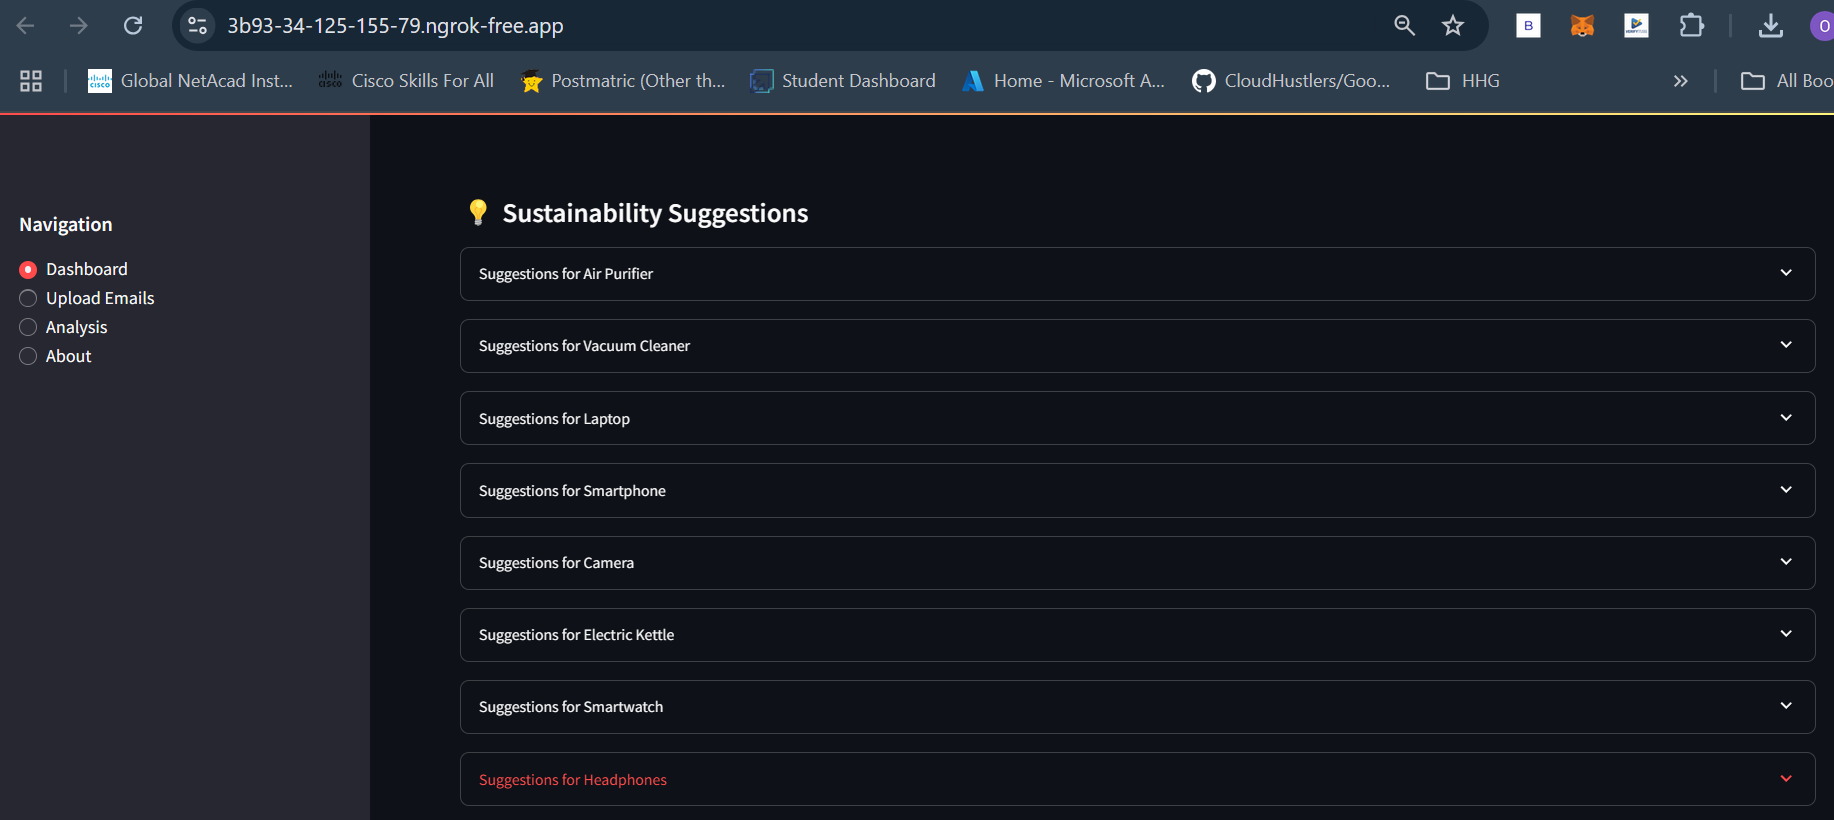 3b93-34-125-155-79.ngrok-free.app
B
O
Global NetAcad Inst...
Cisco Skills For All
Postmatric (Other th...
Student Dashboard
Home - Microsoft A...
CloudHustlers/Goo...
HHG
All Boo
Navigation
Dashboard
Upload Emails
Analysis
About
Sustainability Suggestions
Suggestions for Air Purifier
Suggestions for Vacuum Cleaner
Suggestions for Laptop
Suggestions for Smartphone
Suggestions for Camera
Suggestions for Electric Kettle
Suggestions for Smartwatch
Suggestions for Headphones